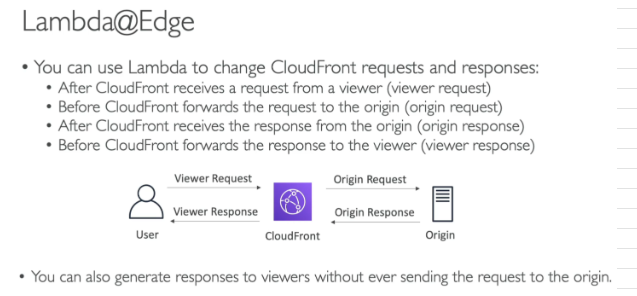 Lambda@Edge
• You can use Lambda to change CloudFront requests and responses:
• After CloudFront receives a request from a viewer (viewer request)
• Before CloudFront forwards the request to the origin (origin request)
• After CloudFront receives the response from the origin (origin response)
• Before CloudFront forwards the response to the viewer (viewer response)
Viewer Request
Origin Request
Viewer Response
Origin Response
User
CloudFront
Origin
• You can also generate responses to viewers without ever sending the request to the origin.